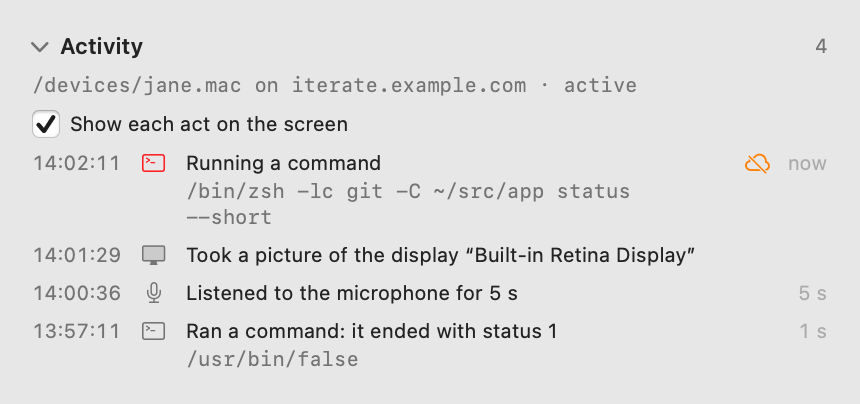 Activity 4
/devices/jane.mac on iterate.example.com · active
Show each act on the screen
14:02:11 Running a command now
/bin/zsh -lc git -C ~/src/app status
--short
14:01:29 Took a picture of the display “Built-in Retina Display”
14:00:36 Listened to the microphone for 5 s 5 s
13:57:11 Ran a command: it ended with status 1 1 s
/usr/bin/false